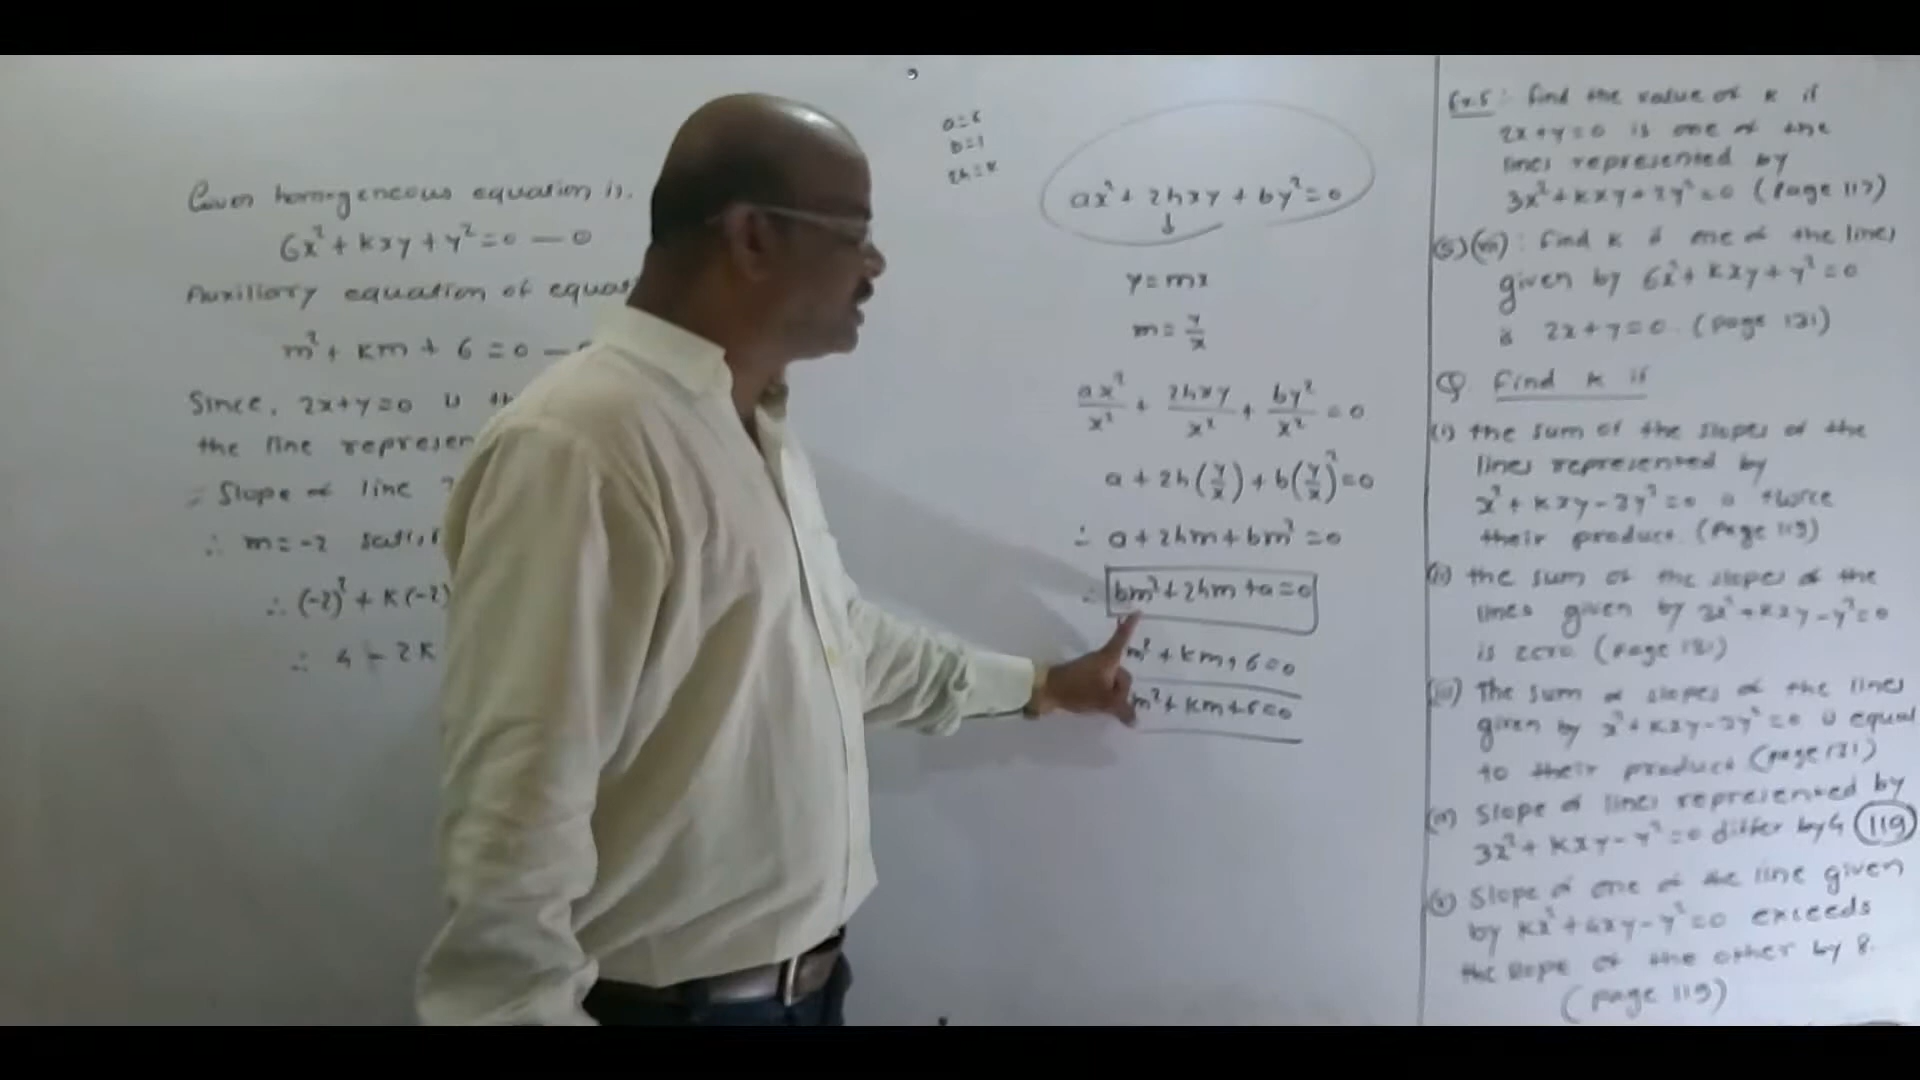 Given homogeneous equation is.
6x² + kxy + y² = 0 —
Auxiliory equation of equat
m² + km + 6 = 0 —
Since, 2x+y=0 is th
the line represen
∴ Slope of line 2
∴ m = -2 satis
∴ (-2)² + k(-2)
∴ 4 - 2k
a=6
b=1
2h=k
ax² + 2hxy + by² = 0
↓
y = mx
m = y/x
ax²/x² + 2hxy/x² + by²/x² = 0
a + 2h(y/x) + b(y/x)² = 0
∴ a + 2hm + bm² = 0
∴ bm² + 2hm + a = 0
m² + km + 6 = 0
m² + km + 6 = 0
Ex.5: find the value of k if
2x+y=0 is one of the
lines represented by
3x² + kxy + 2y² = 0 (page 117)
(5) find k if one of the lines
given by 6x² + kxy + y² = 0
is 2x+y=0. (page 131)
Q Find k if
(i) the sum of the slopes of the
lines represented by
x² + kxy - 3y² = 0 is twice
their product. (page 119)
(ii) the sum of the slopes of the
lines given by 3x² + kxy - y² = 0
is zero (page 131)
(iii) The sum of slopes of the lines
given by x² + kxy - 3y² = 0 is equal
to their product (page 131)
slope of lines represented by
3x² + kxy - y² = 0 differ by 4 (119)
slope of one of the line given
by kx² + 4xy - y² = 0 exceeds
the slope of the other by 8.
(page 119)